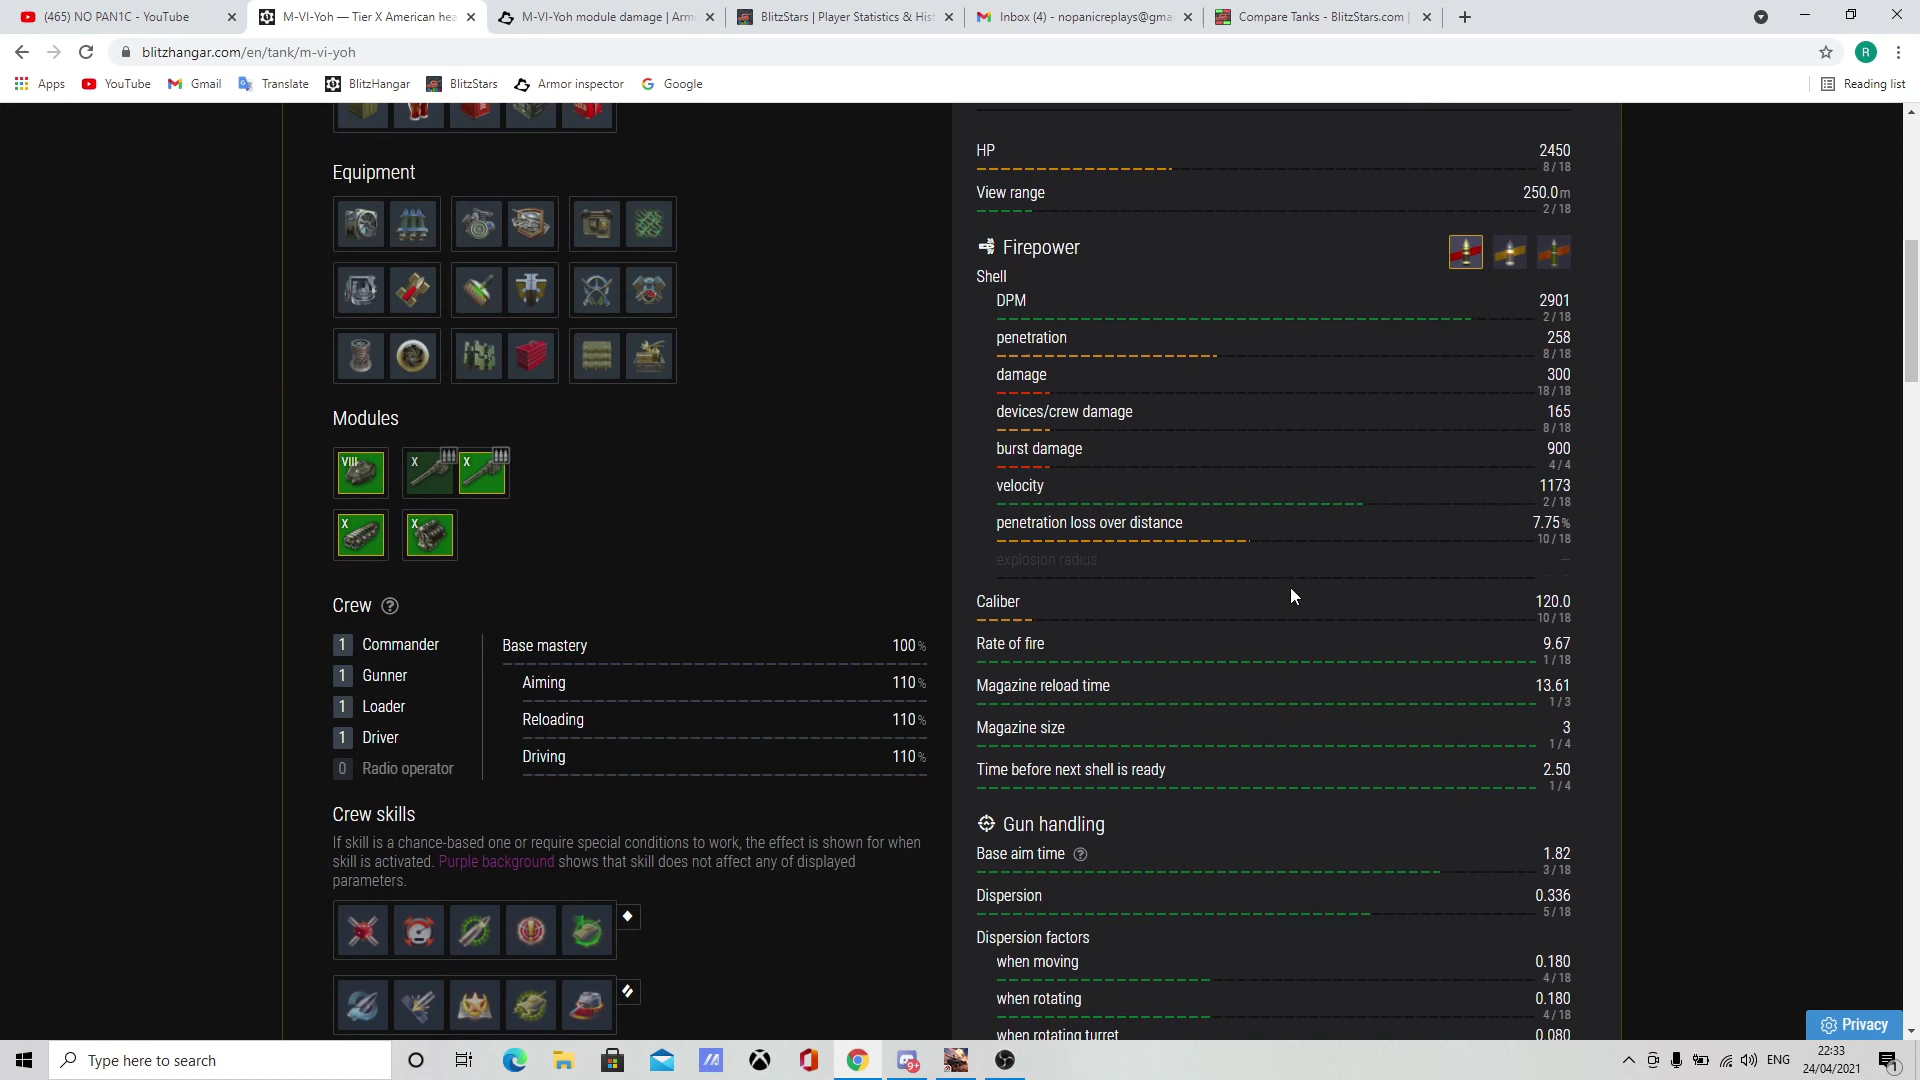 (465) NO PAN1C - YouTube
M-VI-Yoh — Tier X American hea
M-VI-Yoh module damage | Arm
BlitzStars | Player Statistics & Hist
Inbox (4) - nopanicreplays@gma
Compare Tanks - BlitzStars.com |
blitzhangar.com/en/tank/m-vi-yoh
R
Apps
YouTube
Gmail
Translate
BlitzHangar
BlitzStars
Armor inspector
Google
Reading list
Equipment
Modules
VIII
X
X
X
X
Crew
1 Commander
1 Gunner
1 Loader
1 Driver
0 Radio operator
Base mastery 100 %
Aiming 110 %
Reloading 110 %
Driving 110 %
Crew skills
If skill is a chance-based one or require special conditions to work, the effect is shown for when
skill is activated. Purple background shows that skill does not affect any of displayed
parameters.
HP 2450
8 / 18
View range 250.0 m
2 / 18
Firepower
Shell
DPM 2901
2 / 18
penetration 258
8 / 18
damage 300
18 / 18
devices/crew damage 165
8 / 18
burst damage 900
4 / 4
velocity 1173
2 / 18
penetration loss over distance 7.75 %
10 / 18
explosion radius —
Caliber 120.0
10 / 18
Rate of fire 9.67
1 / 18
Magazine reload time 13.61
1 / 3
Magazine size 3
1 / 4
Time before next shell is ready 2.50
1 / 4
Gun handling
Base aim time 1.82
3 / 18
Dispersion 0.336
5 / 18
Dispersion factors
when moving 0.180
4 / 18
when rotating 0.180
4 / 18
when rotating turret 0.080
Privacy
Type here to search
9+
ENG
22:33
24/04/2021
1